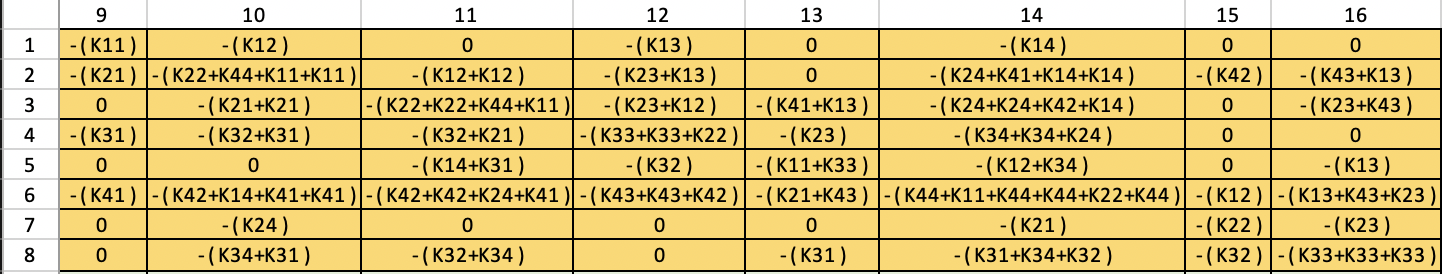 9 10 11 12 13 14 15 16
1 -(K11) -(K12) 0 -(K13) 0 -(K14) 0 0
2 -(K21) -(K22+K44+K11+K11) -(K12+K12) -(K23+K13) 0 -(K24+K41+K14+K14) -(K42) -(K43+K13)
3 0 -(K21+K21) -(K22+K22+K44+K11) -(K23+K12) -(K41+K13) -(K24+K24+K42+K14) 0 -(K23+K43)
4 -(K31) -(K32+K31) -(K32+K21) -(K33+K33+K22) -(K23) -(K34+K34+K24) 0 0
5 0 0 -(K14+K31) -(K32) -(K11+K33) -(K12+K34) 0 -(K13)
6 -(K41) -(K42+K14+K41+K41) -(K42+K42+K24+K41) -(K43+K43+K42) -(K21+K43) -(K44+K11+K44+K44+K22+K44) -(K12) -(K13+K43+K23)
7 0 -(K24) 0 0 0 -(K21) -(K22) -(K23)
8 0 -(K34+K31) -(K32+K34) 0 -(K31) -(K31+K34+K32) -(K32) -(K33+K33+K33)